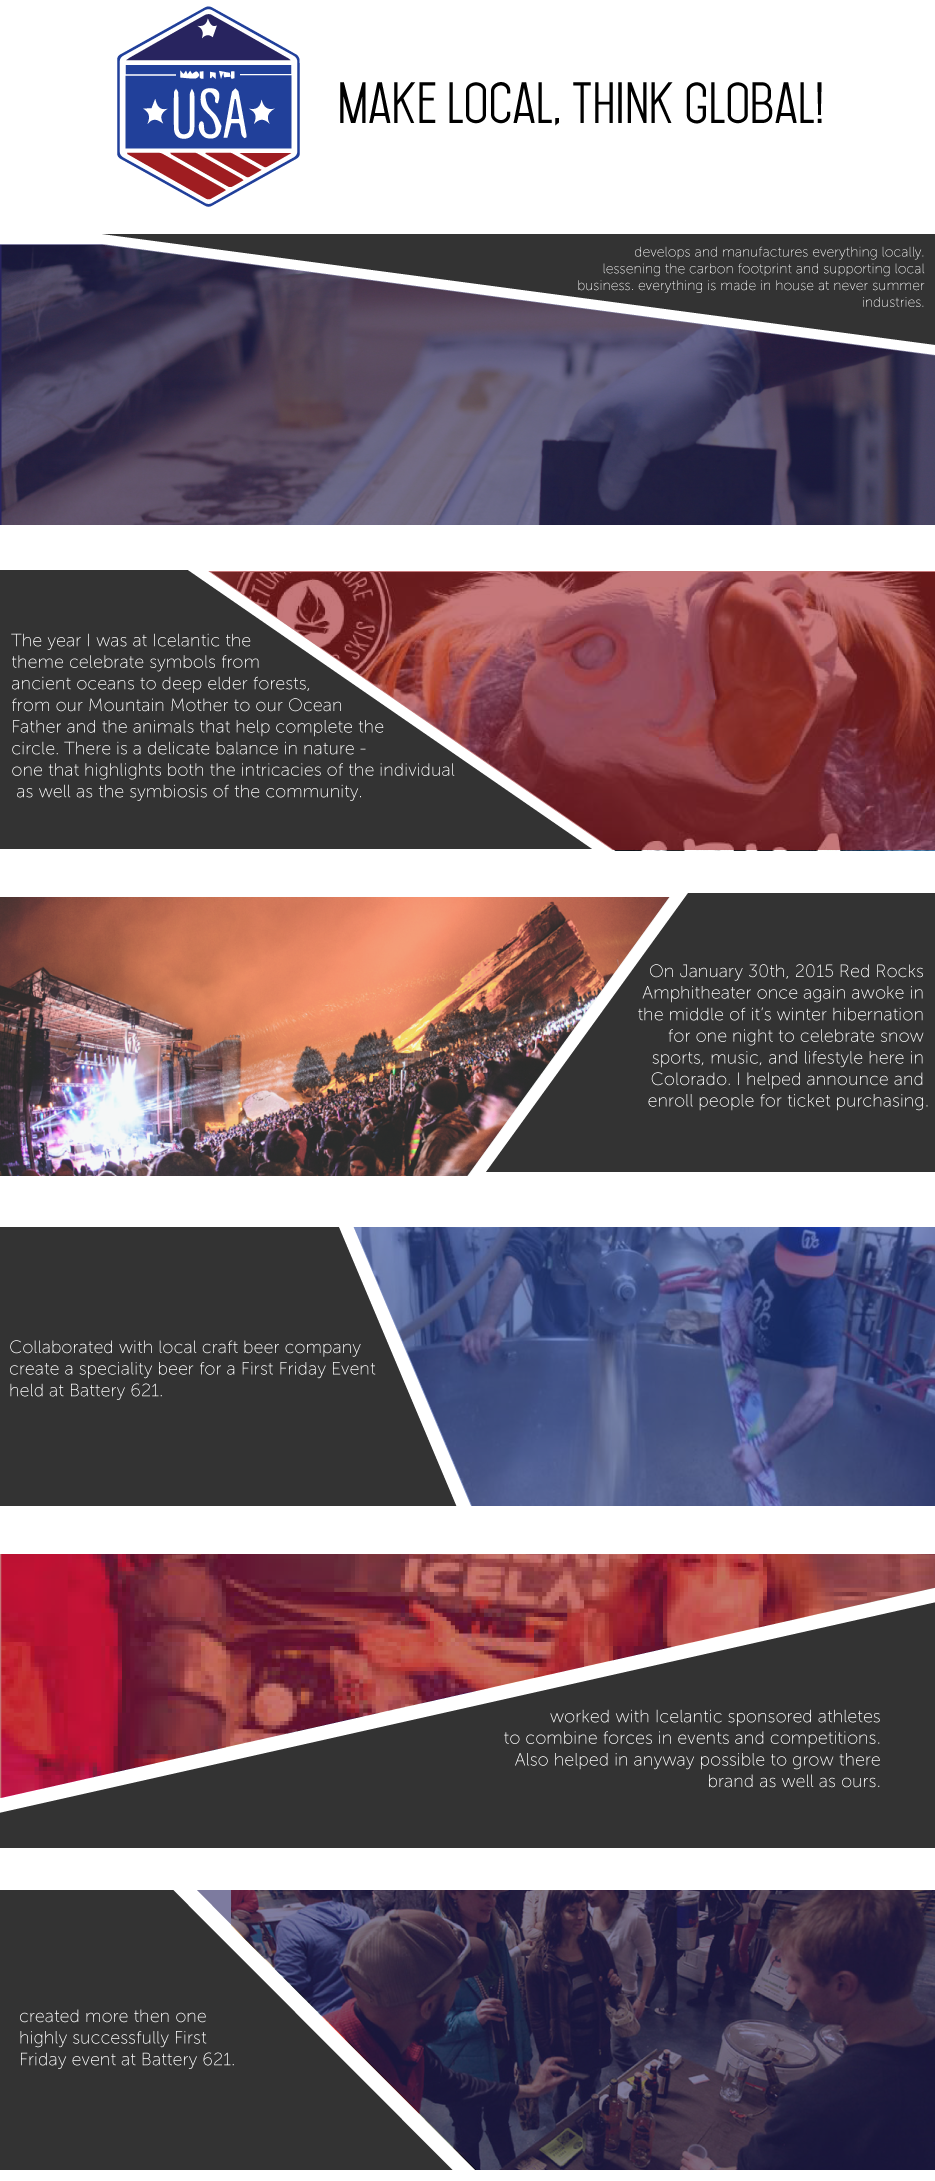 MADE IN THE
USA
MAKE LOCAL, THINK GLOBAL!
develops and manufactures everything locally.
lessening the carbon footprint and supporting local
business. everything is made in house at never summer
industries.
The year I was at Icelantic the
theme celebrate symbols from
ancient oceans to deep elder forests,
from our Mountain Mother to our Ocean
Father and the animals that help complete the
circle. There is a delicate balance in nature -
one that highlights both the intricacies of the individual
as well as the symbiosis of the community.
SKIS
On January 30th, 2015 Red Rocks
Amphitheater once again awoke in
the middle of it's winter hibernation
for one night to celebrate snow
sports, music, and lifestyle here in
Colorado. I helped announce and
enroll people for ticket purchasing.
Collaborated with local craft beer company
create a speciality beer for a First Friday Event
held at Battery 621.
ICELA
worked with Icelantic sponsored athletes
to combine forces in events and competitions.
Also helped in anyway possible to grow there
brand as well as ours.
created more then one
highly successfully First
Friday event at Battery 621.